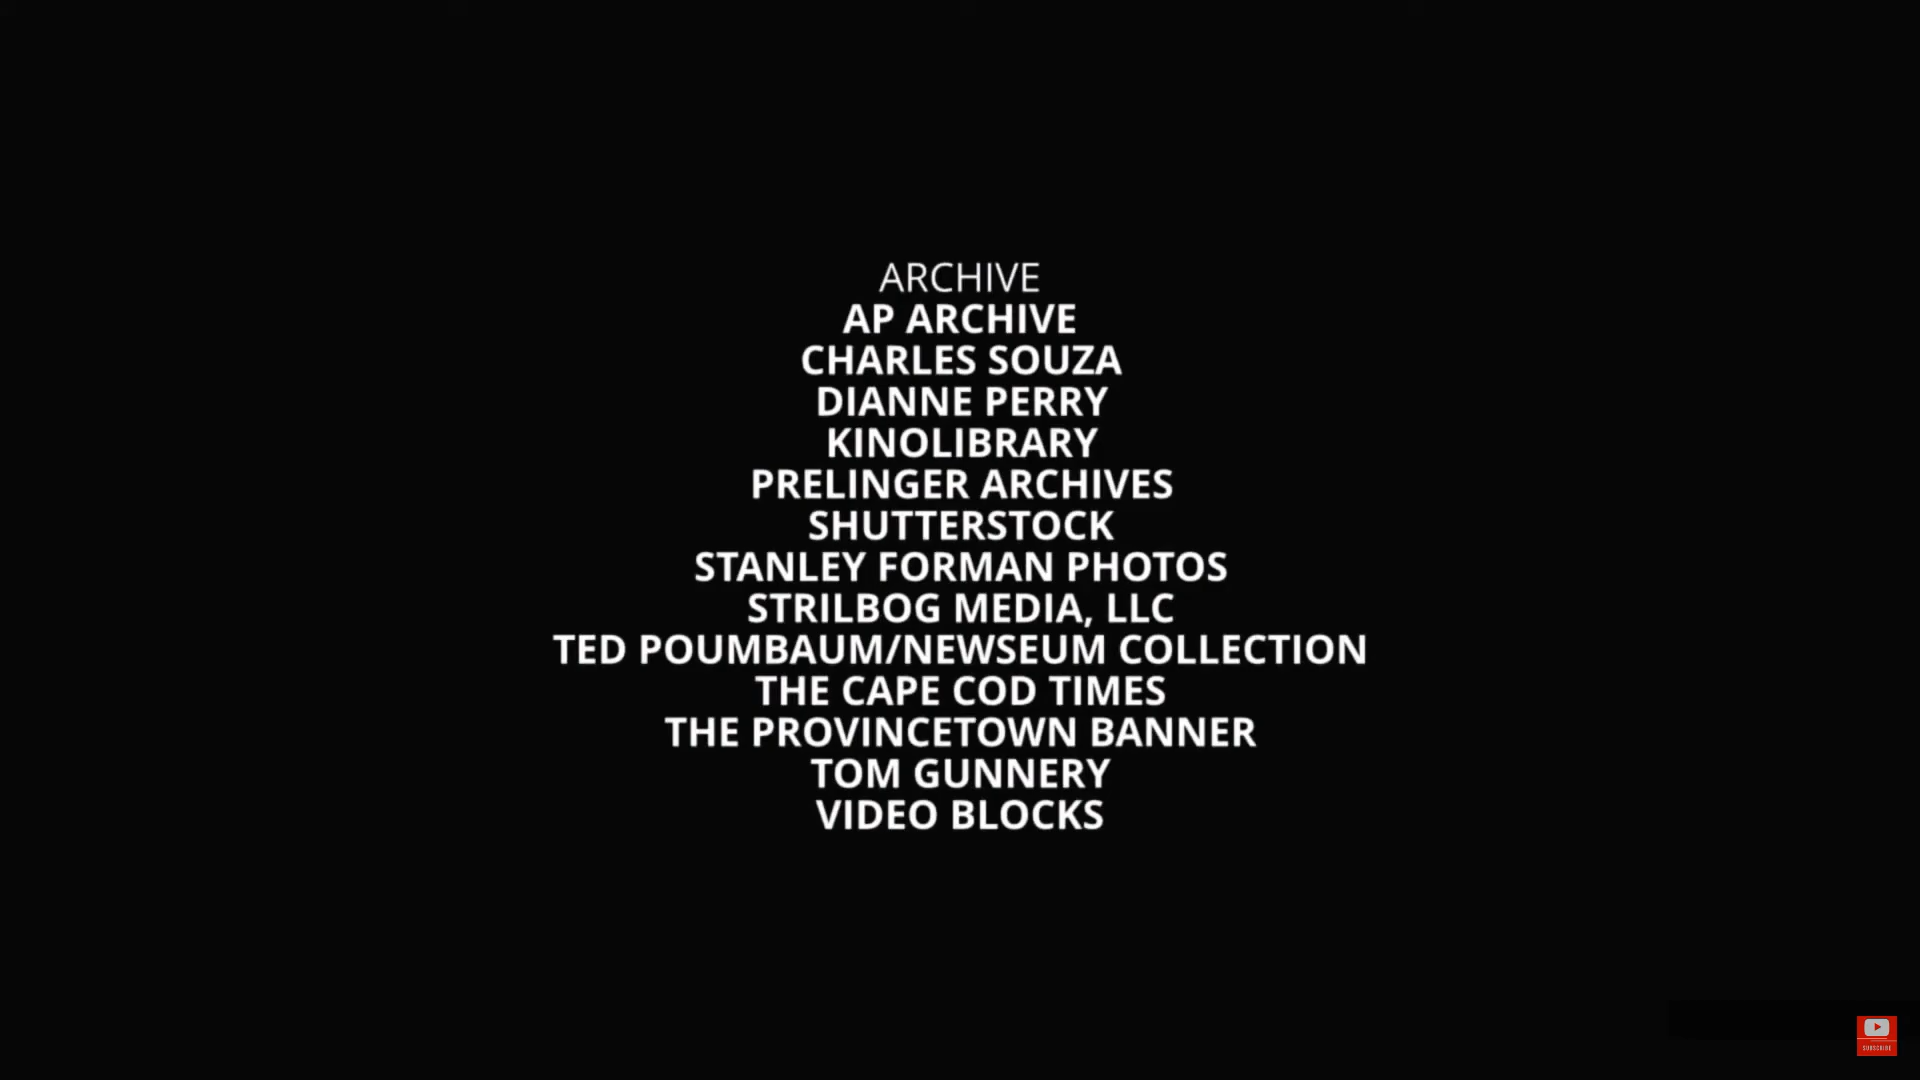 ARCHIVE
AP ARCHIVE
CHARLES SOUZA
DIANNE PERRY
KINOLIBRARY
PRELINGER ARCHIVES
SHUTTERSTOCK
STANLEY FORMAN PHOTOS
STRILBOG MEDIA, LLC
TED POUMBAUM/NEWSEUM COLLECTION
THE CAPE COD TIMES
THE PROVINCETOWN BANNER
TOM GUNNERY
VIDEO BLOCKS
SUBSCRIBE